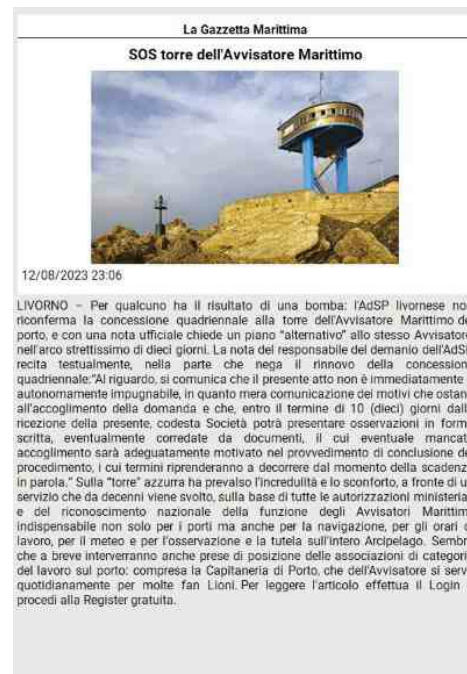 La Gazzetta Marittima
SOS torre dell'Avvisatore Marittimo
12/08/2023 23:06
LIVORNO – Per qualcuno ha il risultato di una bomba: l'AdSP livornese no
riconferma la concessione quadriennale alla torre dell'Avvisatore Marittimo de
porto, e con una nota ufficiale chiede un piano "alternativo" allo stesso Avvisatore
nell'arco strettissimo di dieci giorni. La nota del responsabile del demanio dell'AdS
recita testualmente, nella parte che nega il rinnovo della concession
quadriennale:"Al riguardo, si comunica che il presente atto non è immediatamente
autonomamente impugnabile, in quanto mera comunicazione dei motivi che ostan
all'accoglimento della domanda e che, entro il termine di 10 (dieci) giorni dall
ricezione della presente, codesta Società potrà presentare osservazioni in form
scritta, eventualmente corredate da documenti, il cui eventuale mancat
accoglimento sarà adeguatamente motivato nel provvedimento di conclusione de
procedimento, i cui termini riprenderanno a decorrere dal momento della scadenz
in parola." Sulla "torre" azzurra ha prevalso l'incredulità e lo sconforto, a fronte di u
servizio che da decenni viene svolto, sulla base di tutte le autorizzazioni ministeria
e del riconoscimento nazionale della funzione degli Avvisatori Marittim
indispensabile non solo per i porti ma anche per la navigazione, per gli orari d
lavoro, per il meteo e per l'osservazione e la tutela sull'intero Arcipelago. Sembr
che a breve interverranno anche prese di posizione delle associazioni di categori
del lavoro sul porto: compresa la Capitaneria di Porto, che dell'Avvisatore si serv
quotidianamente per molte fan Lioni. Per leggere l'articolo effettua il Login
procedi alla Register gratuita.